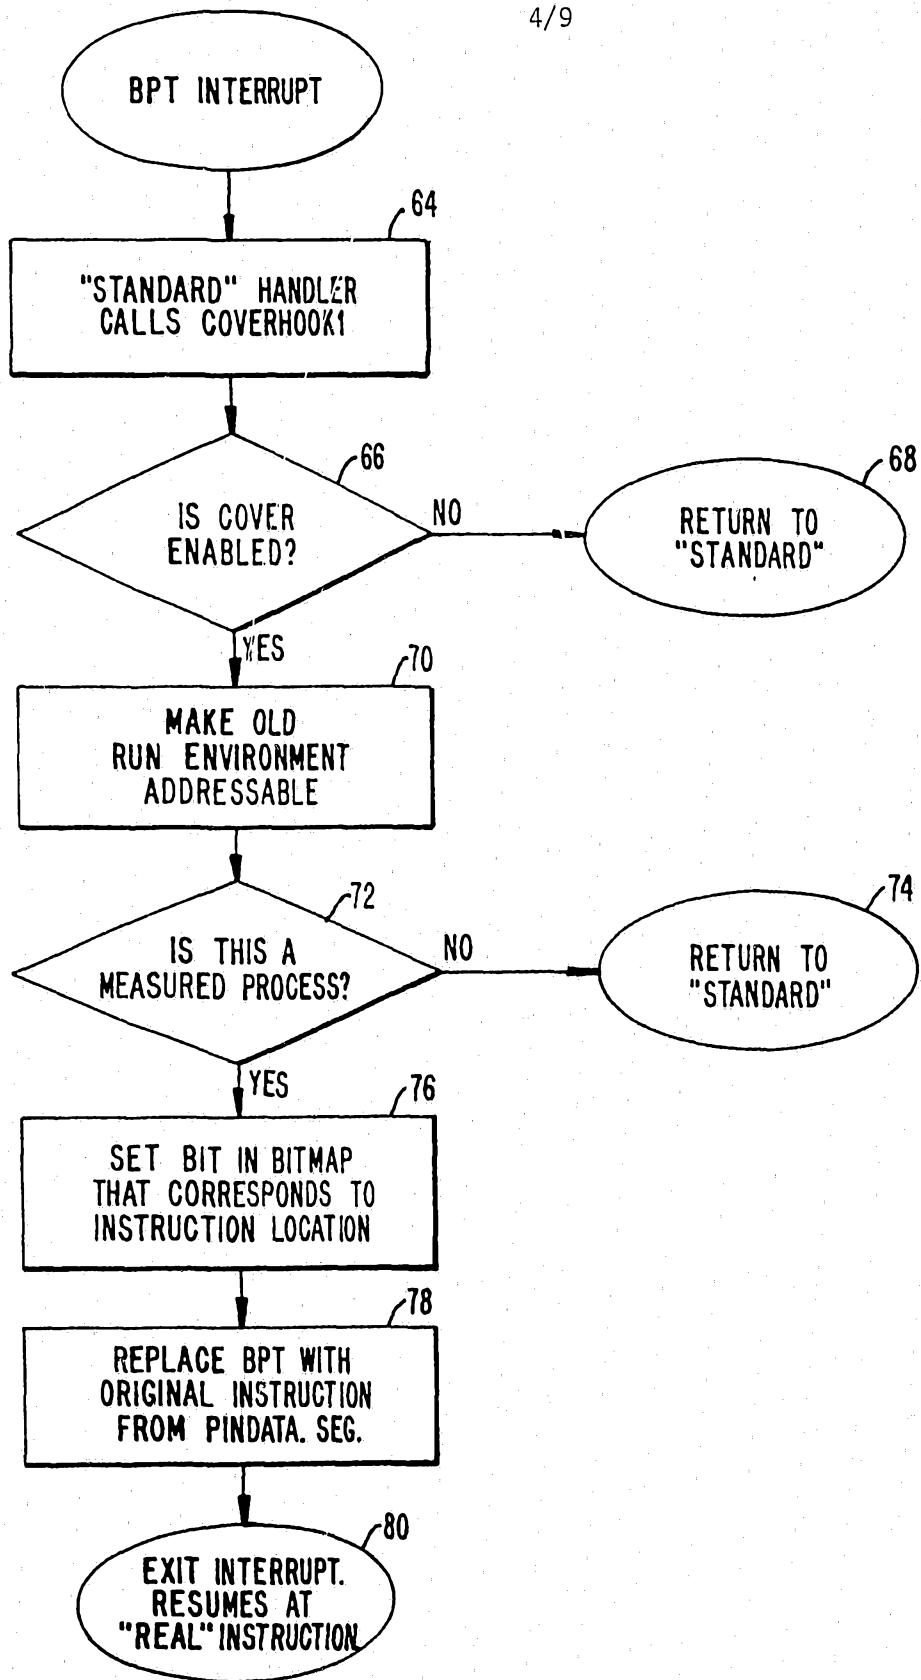 4/9
BPT INTERRUPT
64
"STANDARD" HANDLER
CALLS COVERHOOK1
66
IS COVER
ENABLED?
NO
68
RETURN TO
"STANDARD"
YES
70
MAKE OLD
RUN ENVIRONMENT
ADDRESSABLE
72
IS THIS A
MEASURED PROCESS?
NO
74
RETURN TO
"STANDARD"
YES
76
SET BIT IN BITMAP
THAT CORRESPONDS TO
INSTRUCTION LOCATION
78
REPLACE BPT WITH
ORIGINAL INSTRUCTION
FROM PINDATA. SEG.
80
EXIT INTERRUPT.
RESUMES AT
"REAL" INSTRUCTION